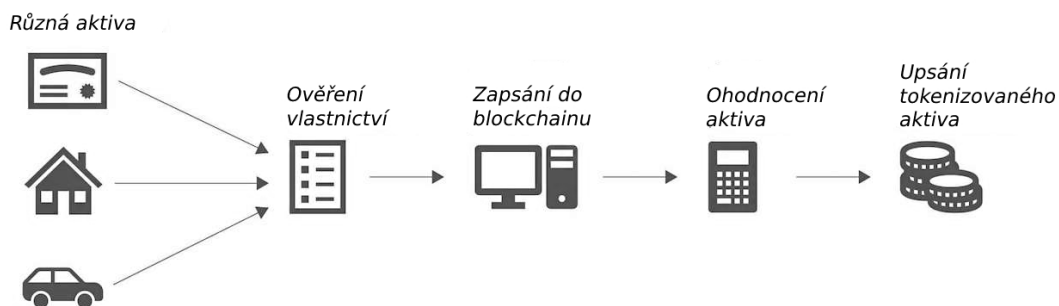 Různá aktiva
Ověření
vlastnictví
Zapsání do
blockchainu
Ohodnocení
aktiva
Upsání
tokenizovaného
aktiva